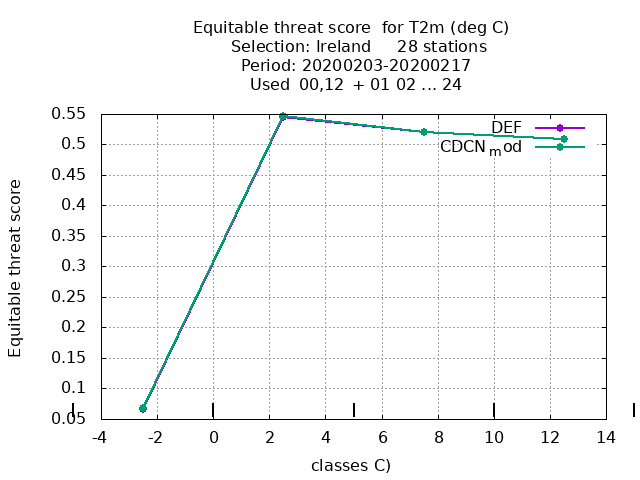 Equitable threat score  for T2m (deg C)
Selection: Ireland     28 stations
Period: 20200203-20200217
Used  00,12  + 01 02 ... 24
DEF
CDCN mod
0.55
0.5
0.45
0.4
0.35
0.3
0.25
0.2
0.15
0.1
0.05
Equitable threat score
-4 -2 0 2 4 6 8 10 12 14
classes C)